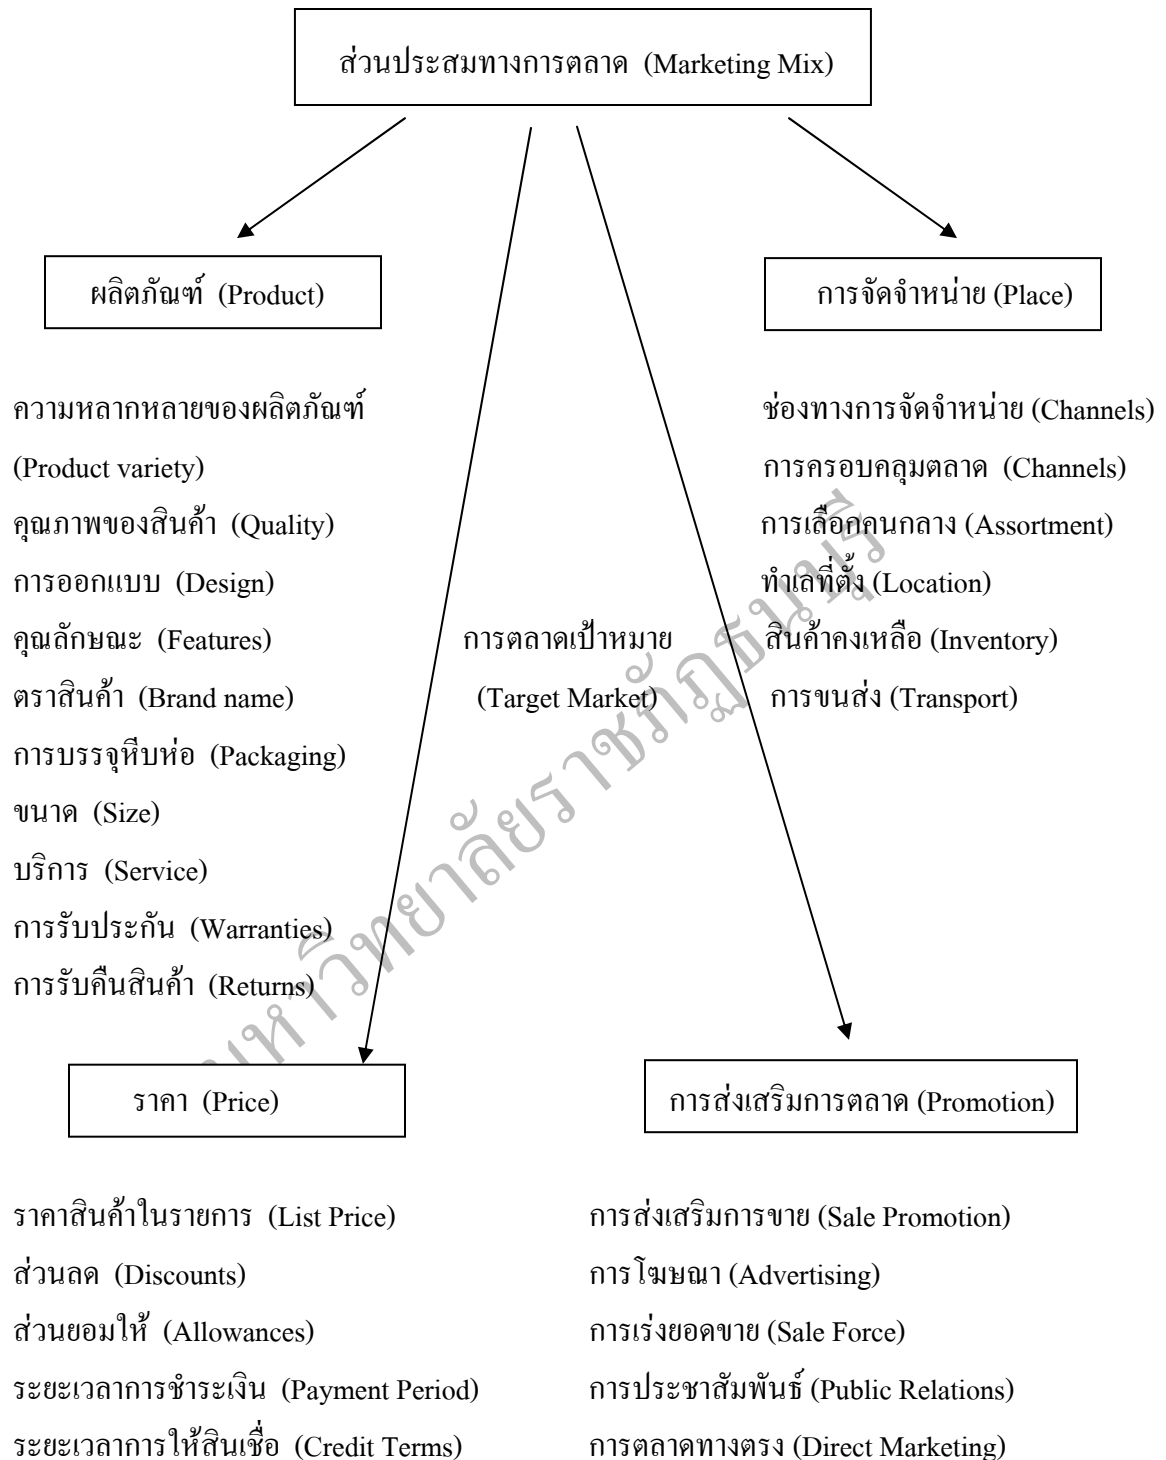 ส่วนประสมทางการตลาด (Marketing Mix)
ผลิตภัณฑ์ (Product)
การจัดจำหน่าย (Place)
ความหลากหลายของผลิตภัณฑ์
(Product variety)
คุณภาพของสินค้า (Quality)
การออกแบบ (Design)
คุณลักษณะ (Features)
ตราสินค้า (Brand name)
การบรรจุหีบห่อ (Packaging)
ขนาด (Size)
บริการ (Service)
การรับประกัน (Warranties)
การรับคืนสินค้า (Returns)
การตลาดเป้าหมาย
(Target Market)
ช่องทางการจัดจำหน่าย (Channels)
การครอบคลุมตลาด (Channels)
การเลือกคนกลาง (Assortment)
ทำเลที่ตั้ง (Location)
สินค้าคงเหลือ (Inventory)
การขนส่ง (Transport)
ราคา (Price)
ราคาสินค้าในรายการ (List Price)
ส่วนลด (Discounts)
ส่วนยอมให้ (Allowances)
ระยะเวลาการชำระเงิน (Payment Period)
ระยะเวลาการให้สินเชื่อ (Credit Terms)
การส่งเสริมการตลาด (Promotion)
การส่งเสริมการขาย (Sale Promotion)
การโฆษณา (Advertising)
การเร่งยอดขาย (Sale Force)
การประชาสัมพันธ์ (Public Relations)
การตลาดทางตรง (Direct Marketing)
มหาวิทยาลัยราชภัฏธนบุรี